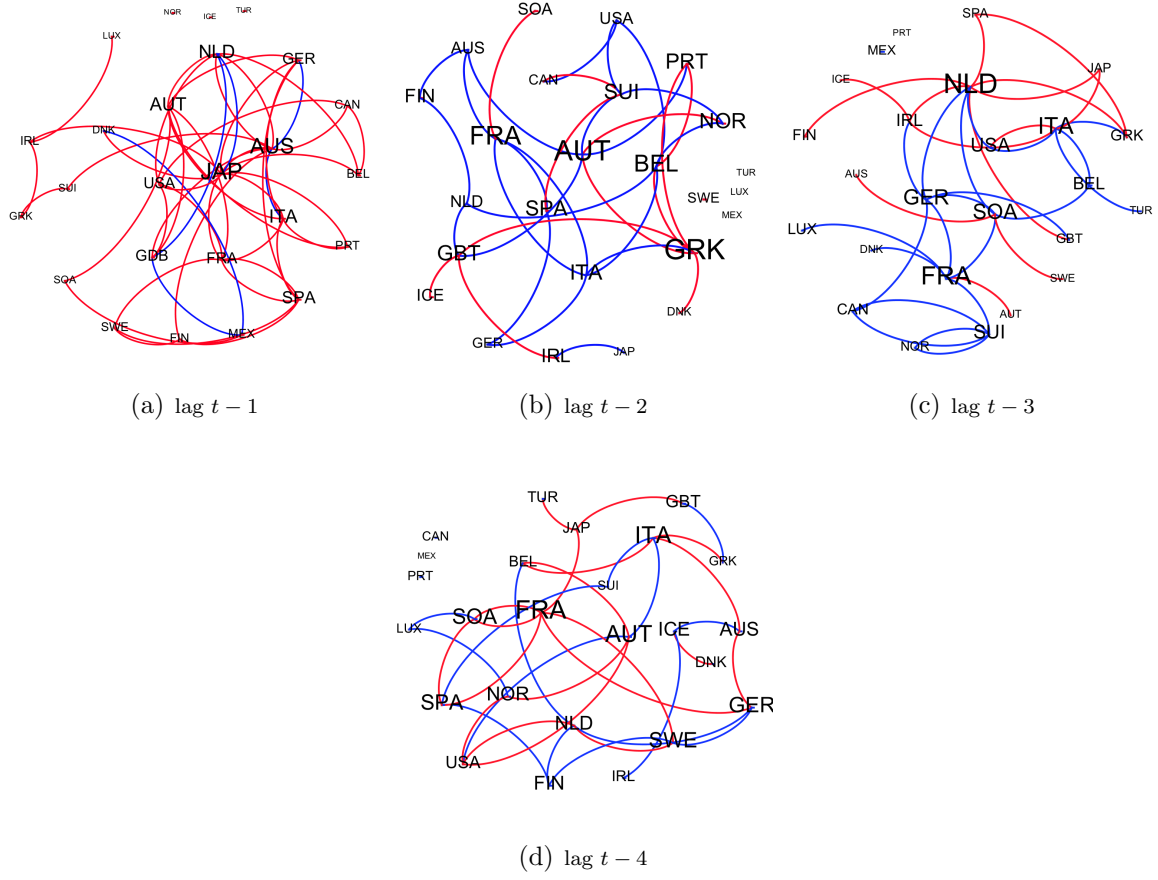 NOR
ICE
TUR
LUX
NLD
GER
AUT
CAN
DNK
IRL
AUS
JAP
BEL
USA
SUI
GRK
ITA
PRT
GDB
FRA
SOA
SPA
SWE
FIN
MEX
(a) lag t − 1
SOA
USA
AUS
PRT
CAN
SUI
FIN
NOR
FRA
AUT
BEL
TUR
LUX
NLD
SWE
SPA
MEX
GBT
GRK
ITA
ICE
DNK
GER
IRL
JAP
(b) lag t − 2
SPA
PRT
MEX
JAP
ICE
NLD
FIN
IRL
ITA
GRK
USA
AUS
BEL
GER
SOA
TUR
LUX
GBT
DNK
FRA
SWE
CAN
AUT
SUI
NOR
(c) lag t − 3
TUR
GBT
JAP
CAN
ITA
MEX
BEL
GRK
PRT
SUI
SOA
FRA
LUX
AUT
ICE
AUS
DNK
NOR
SPA
GER
NLD
SWE
USA
FIN
IRL
(d) lag t − 4